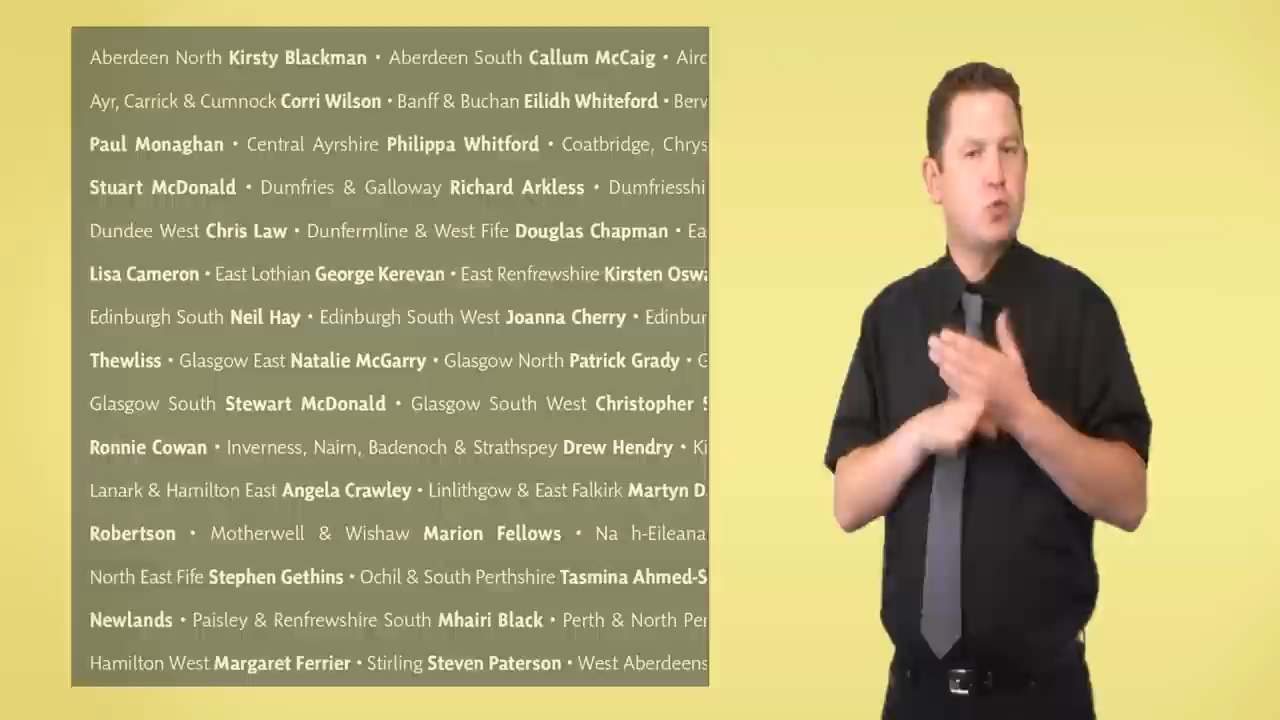 Aberdeen North Kirsty Blackman • Aberdeen South Callum McCaig •
Ayr, Carrick & Cumnock Corri Wilson • Banff & Buchan Eilidh Whiteford •
Paul Monaghan • Central Ayrshire Philippa Whitford • Coatbridge, Chrys
Stuart McDonald • Dumfries & Galloway Richard Arkless • Dumfriesshi
Dundee West Chris Law • Dunfermline & West Fife Douglas Chapman • Ea
Lisa Cameron • East Lothian George Kerevan • East Renfrewshire Kirsten Oswa
Edinburgh South Neil Hay • Edinburgh South West Joanna Cherry • Edinbur
Thewliss • Glasgow East Natalie McGarry • Glasgow North Patrick Grady • G
Glasgow South Stewart McDonald • Glasgow South West Christopher S
Ronnie Cowan • Inverness, Nairn, Badenoch & Strathspey Drew Hendry • Ki
Lanark & Hamilton East Angela Crawley • Linlithgow & East Falkirk Martyn D
Robertson • Motherwell & Wishaw Marion Fellows • Na h-Eileana
North East Fife Stephen Gethins • Ochil & South Perthshire Tasmina Ahmed-S
Newlands • Paisley & Renfrewshire South Mhairi Black • Perth & North Per
Hamilton West Margaret Ferrier • Stirling Steven Paterson • West Aberdeens